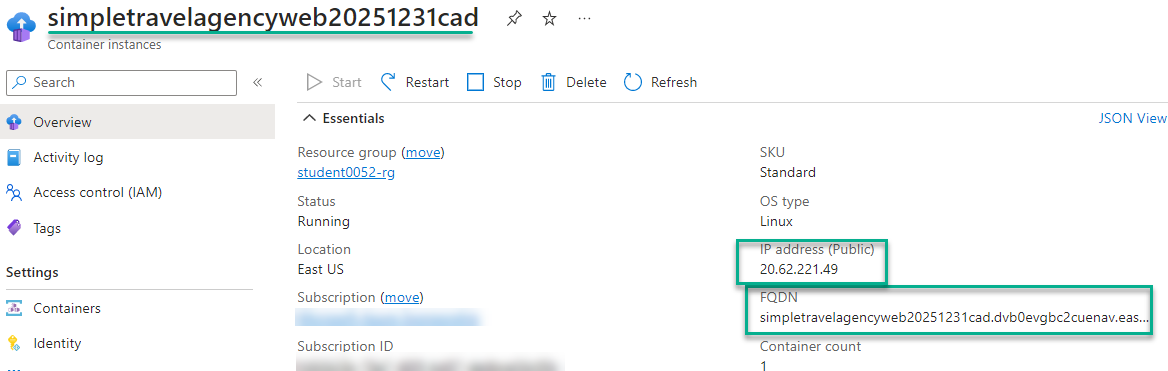 simpletravelagencyweb20251231cad
Container instances
Search
Overview
Activity log
Access control (IAM)
Tags
Settings
Containers
Identity
Start
Restart
Stop
Delete
Refresh
Essentials
JSON View
Resource group (move)
student0052-rg
Status
Running
Location
East US
Subscription (move)
Subscription ID
SKU
Standard
OS type
Linux
IP address (Public)
20.62.221.49
FQDN
simpletravelagencyweb20251231cad.dvb0evgbc2cuenav.eas...
Container count
1